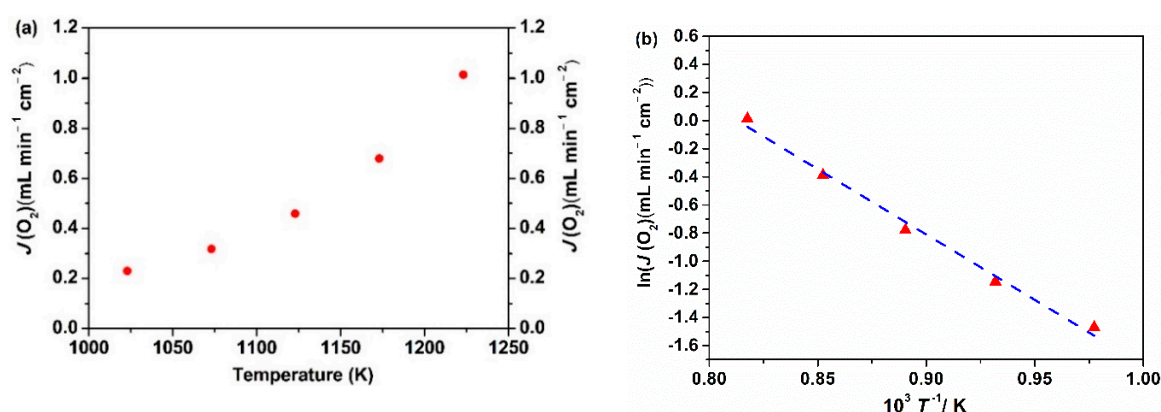 (a)
1.2
1.0
0.8
0.6
0.4
0.2
0.0
J(O₂)(mL min⁻¹ cm⁻²)
1000 1050 1100 1150 1200 1250
Temperature (K)
1.2
1.0
0.8
0.6
0.4
0.2
0.0
J(O₂)(mL min⁻¹ cm⁻²)
(b)
0.6
0.4
0.2
0.0
-0.2
-0.4
-0.6
-0.8
-1.0
-1.2
-1.4
-1.6
ln(J (O₂)(mL min⁻¹ cm⁻²))
0.80 0.85 0.90 0.95 1.00
10³ T⁻¹/ K